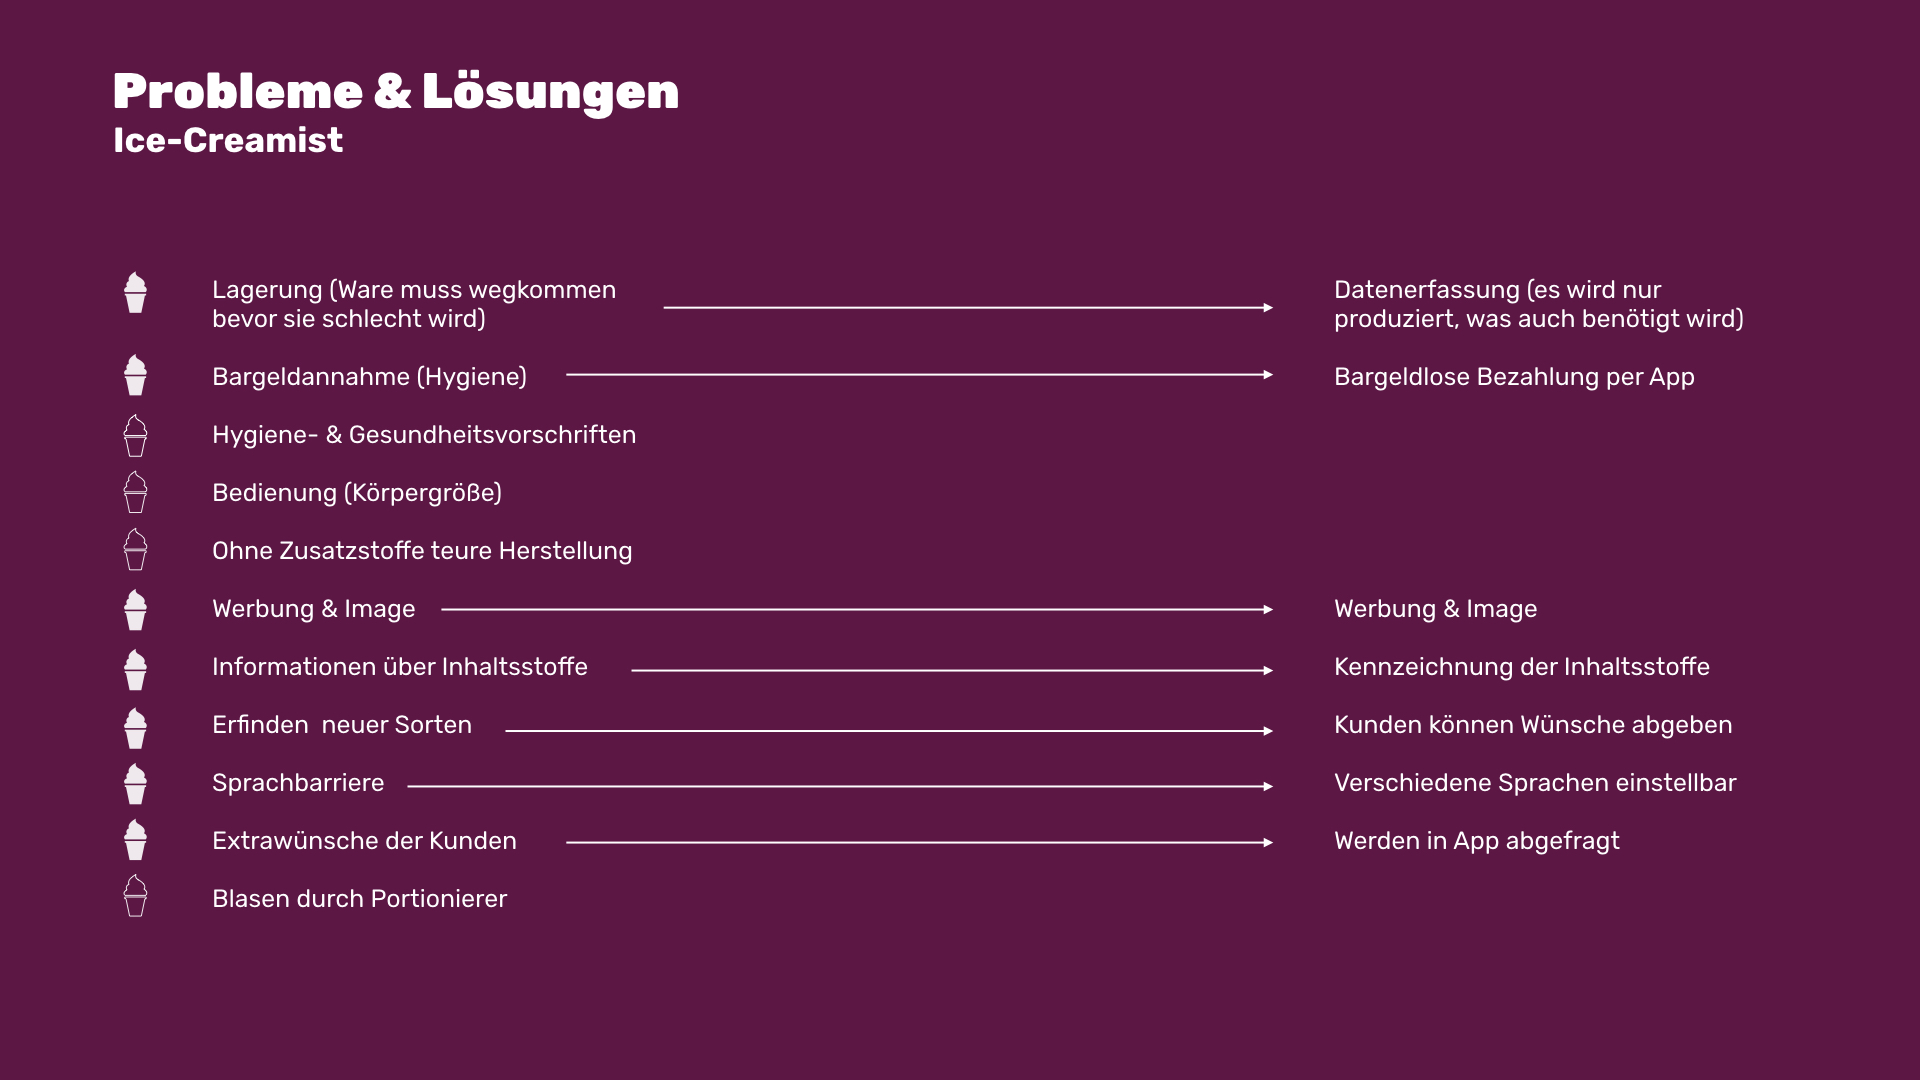 Probleme & Lösungen
Ice-Creamist
Lagerung (Ware muss wegkommen
bevor sie schlecht wird)
Datenerfassung (es wird nur
produziert, was auch benötigt wird)
Bargeldannahme (Hygiene)
Bargeldlose Bezahlung per App
Hygiene- & Gesundheitsvorschriften
Bedienung (Körpergröße)
Ohne Zusatzstoffe teure Herstellung
Werbung & Image
Werbung & Image
Informationen über Inhaltsstoffe
Kennzeichnung der Inhaltsstoffe
Erfinden  neuer Sorten
Kunden können Wünsche abgeben
Sprachbarriere
Verschiedene Sprachen einstellbar
Extrawünsche der Kunden
Werden in App abgefragt
Blasen durch Portionierer